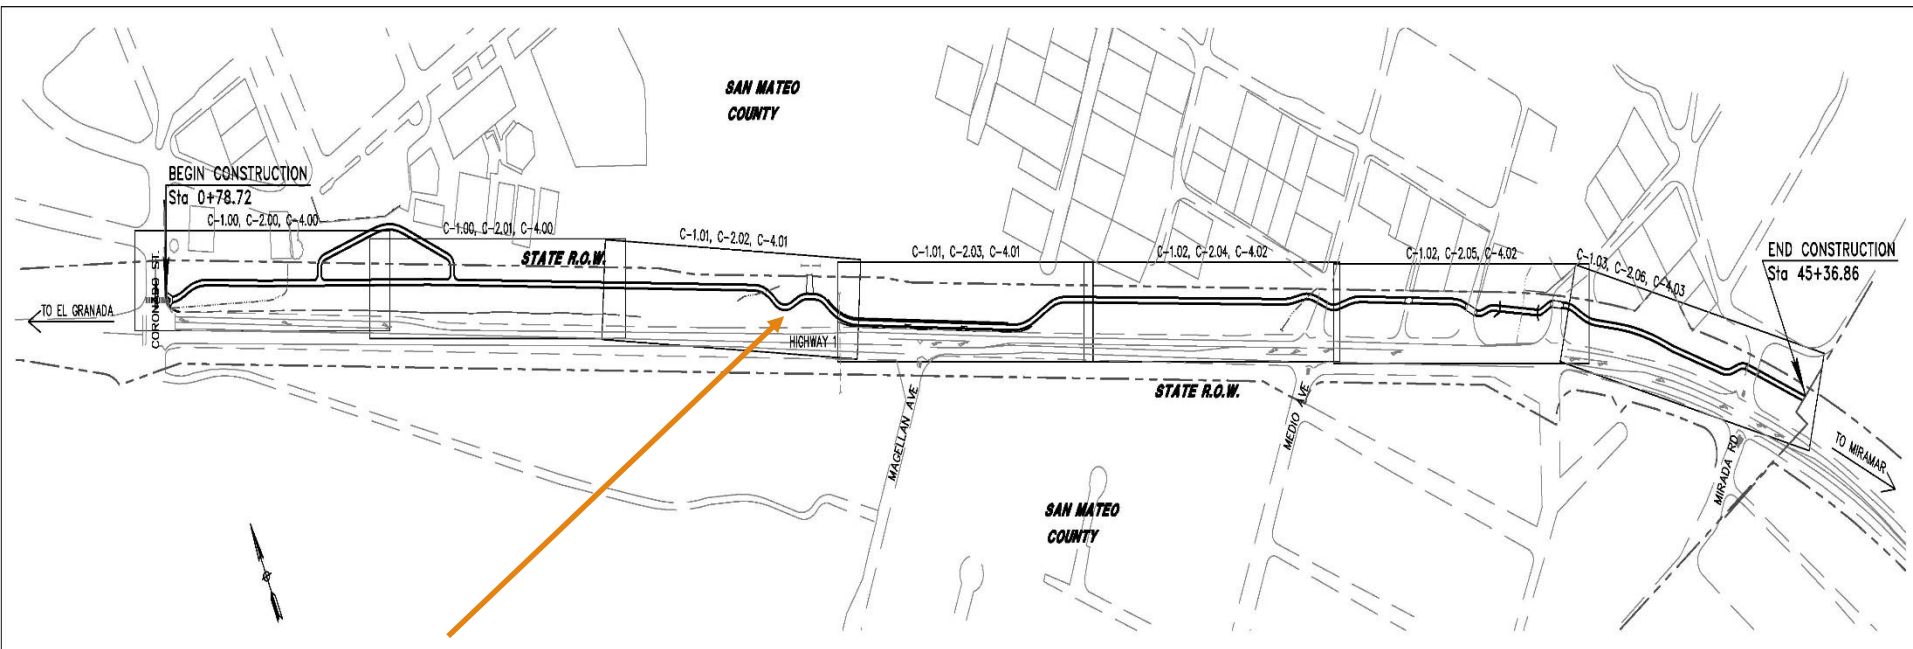 SAN MATEO
COUNTY
BEGIN CONSTRUCTION
Sta 0+78.72
C-1.00, C-2.00, C-4.00
C-1.00, C-2.01, C-4.00
C-1.01, C-2.02, C-4.01
C-1.01, C-2.03, C-4.01
C-1.02, C-2.04, C-4.02
C-1.02, C-2.05, C-4.02
C-1.03, C-2.06, C-4.03
END CONSTRUCTION
Sta 45+36.86
STATE R.O.W.
TO EL GRANADA
CORONADO ST.
HIGHWAY 1
STATE R.O.W.
MAGELLAN AVE
MEDIO AVE
MIRADA RD
TO MIRAMAR
SAN MATEO
COUNTY